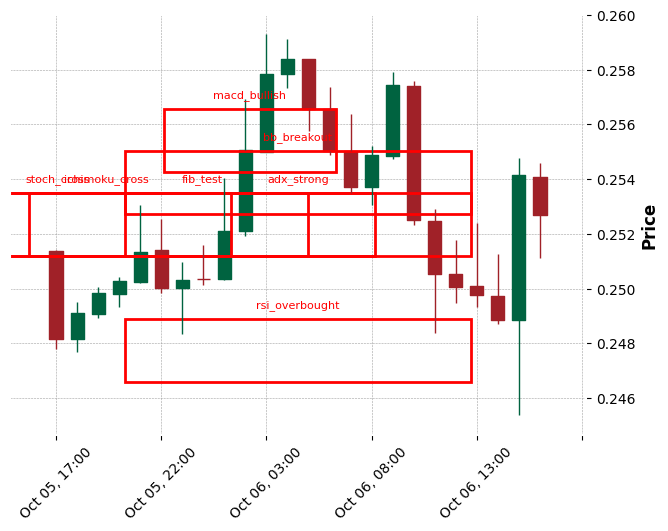 0.260
0.258
macd_bullish
0.256
0.254
stoch_cross
fib_test
adx_strong
0.252
0.250
rsi_overbought
0.248
0.246
Price
Oct 05, 17:00
Oct 05, 22:00
Oct 06, 03:00
Oct 06, 08:00
Oct 06, 13:00